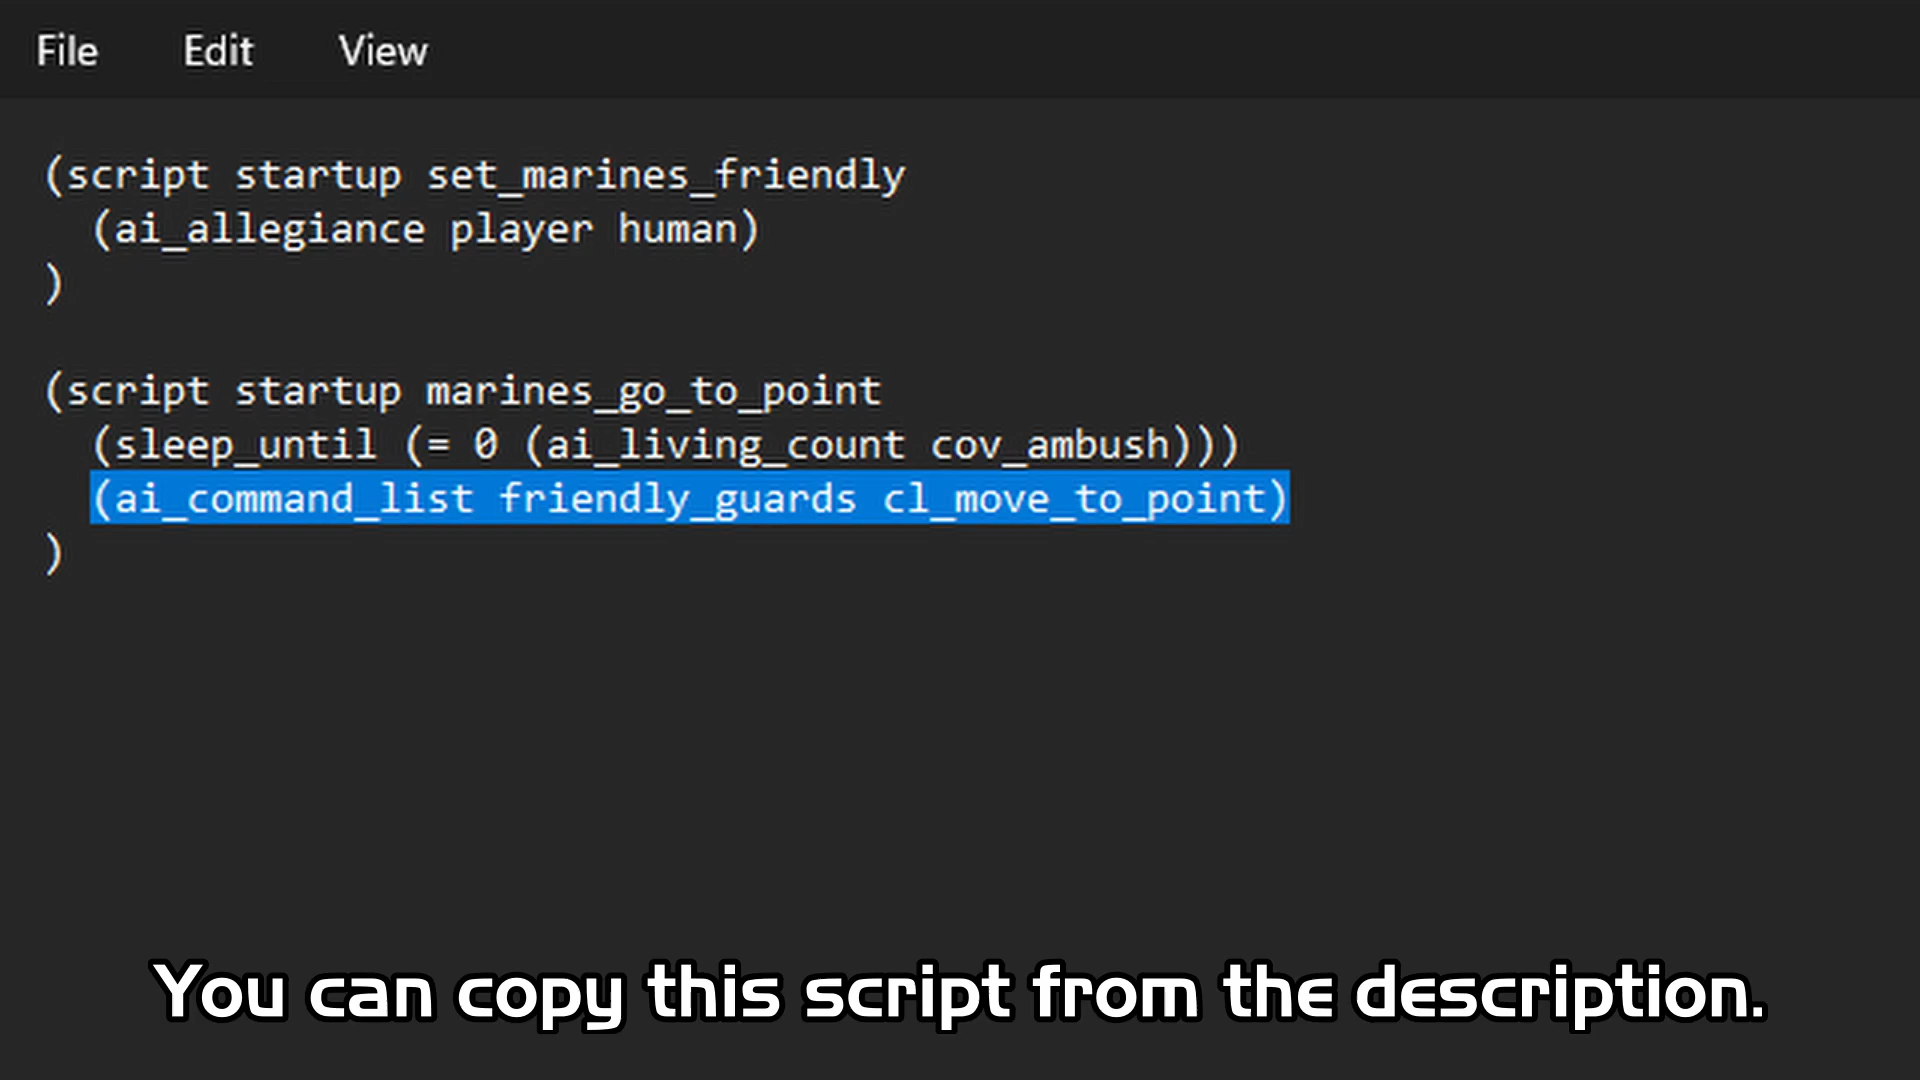 File Edit View
(script startup set_marines_friendly
(ai_allegiance player human)
)
(script startup marines_go_to_point
(sleep_until (= 0 (ai_living_count cov_ambush)))
(ai_command_list friendly_guards cl_move_to_point)
)
You can copy this script from the description.